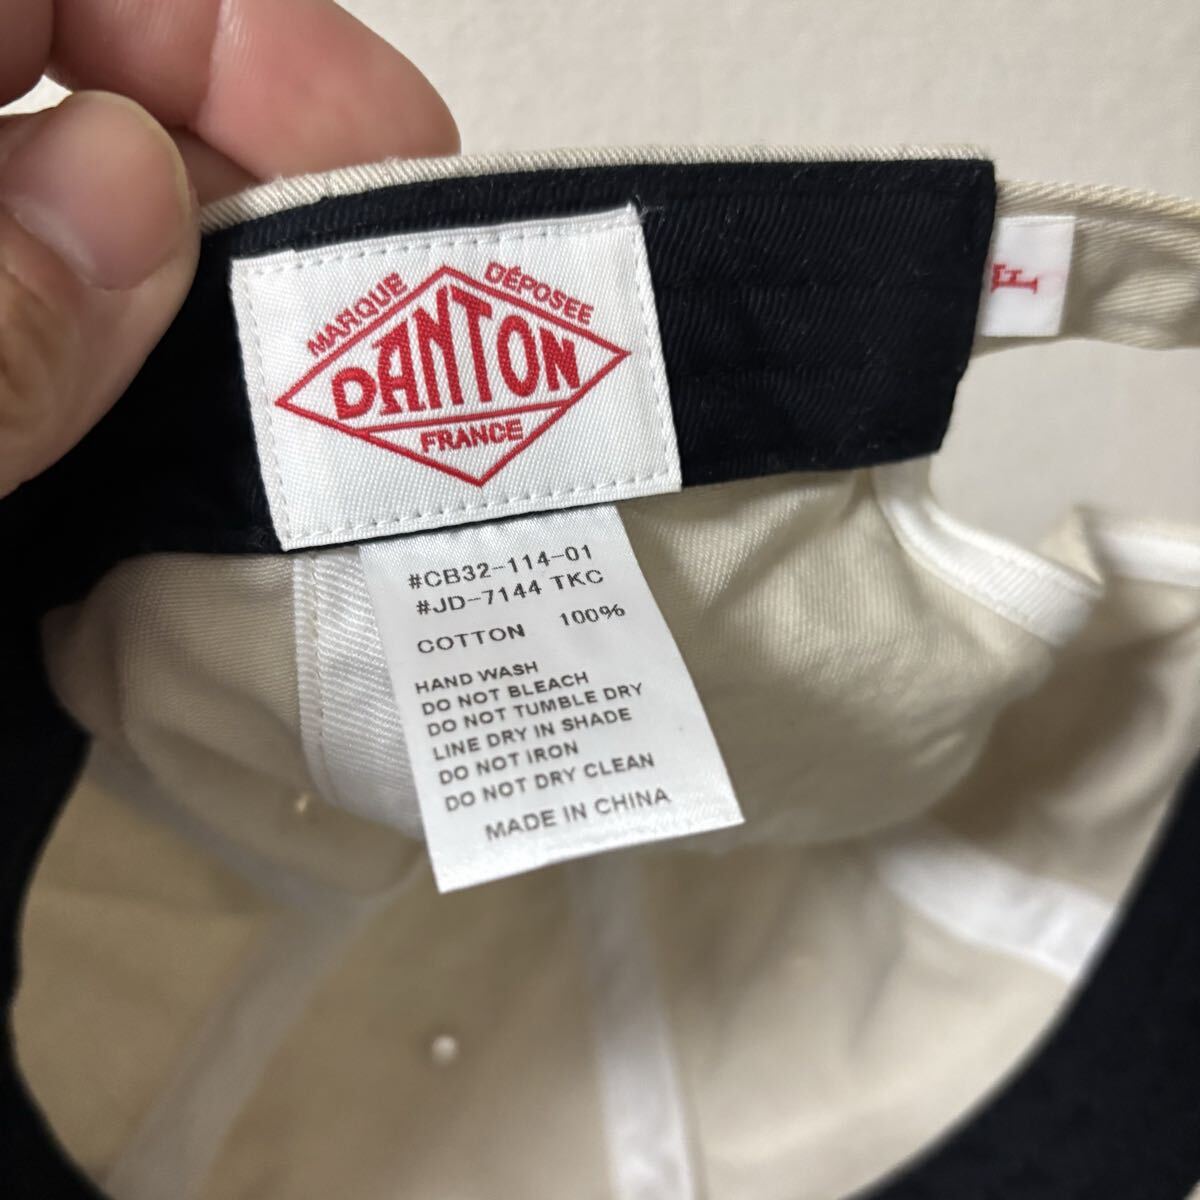 MARQUE DÉPOSEE
DANTON
FRANCE
F
#CB32-114-01
#JD-7144 TKC
COTTON 100%
HAND WASH
DO NOT BLEACH
DO NOT TUMBLE DRY
LINE DRY IN SHADE
DO NOT IRON
DO NOT DRY CLEAN
MADE IN CHINA